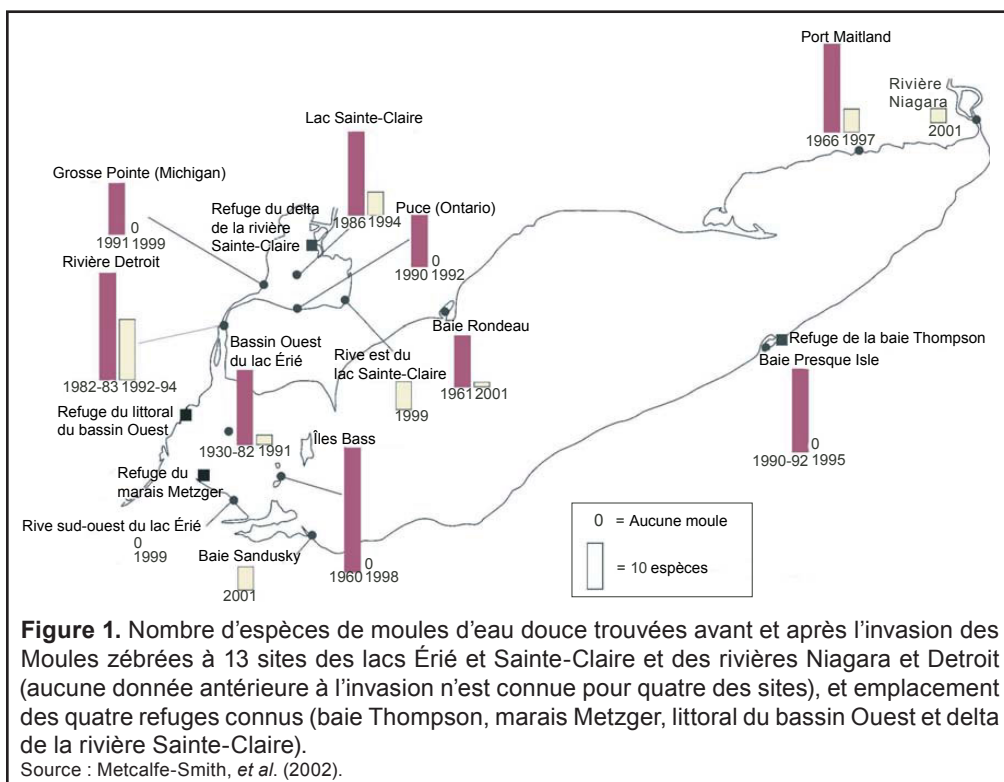 Port Maitland
Rivière
Niagara
1966 1997
2001
Lac Sainte-Claire
1986 1994
Grosse Pointe (Michigan)
0
1991 1999
Refuge du delta
de la rivière
Sainte-Claire
Puce (Ontario)
0
1990 1992
Rivière Detroit
1982-83 1992-94
Bassin Ouest
du lac Érié
1930-82 1991
Rive est du
lac Sainte-Claire
1999
Baie Rondeau
1961 2001
Refuge de la baie Thompson
Baie Presque Isle
0
1990-92 1995
Refuge du littoral
du bassin Ouest
Îles Bass
0
1960 1998
Refuge du
marais Metzger
Rive sud-ouest du lac Érié
0
1999
Baie Sandusky
2001
0 = Aucune moule
= 10 espèces
Figure 1. Nombre d'espèces de moules d'eau douce trouvées avant et après l'invasion des
Moules zébrées à 13 sites des lacs Érié et Sainte-Claire et des rivières Niagara et Detroit
(aucune donnée antérieure à l'invasion n'est connue pour quatre des sites), et emplacement
des quatre refuges connus (baie Thompson, marais Metzger, littoral du bassin Ouest et delta
de la rivière Sainte-Claire).
Source : Metcalfe-Smith, et al. (2002).